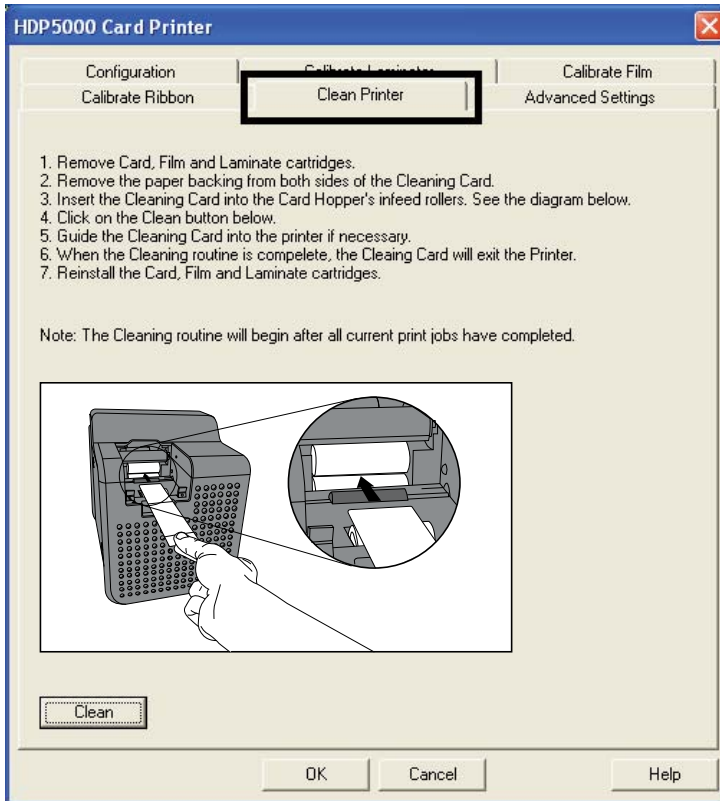 HDP5000 Card Printer
Configuration
Calibrate Laminator
Calibrate Film
Calibrate Ribbon
Clean Printer
Advanced Settings
1. Remove Card, Film and Laminate cartridges.
2. Remove the paper backing from both sides of the Cleaning Card.
3. Insert the Cleaning Card into the Card Hopper's infeed rollers. See the diagram below.
4. Click on the Clean button below.
5. Guide the Cleaning Card into the printer if necessary.
6. When the Cleaning routine is compelete, the Cleaing Card will exit the Printer.
7. Reinstall the Card, Film and Laminate cartridges.
Note: The Cleaning routine will begin after all current print jobs have completed.
Clean
OK
Cancel
Help